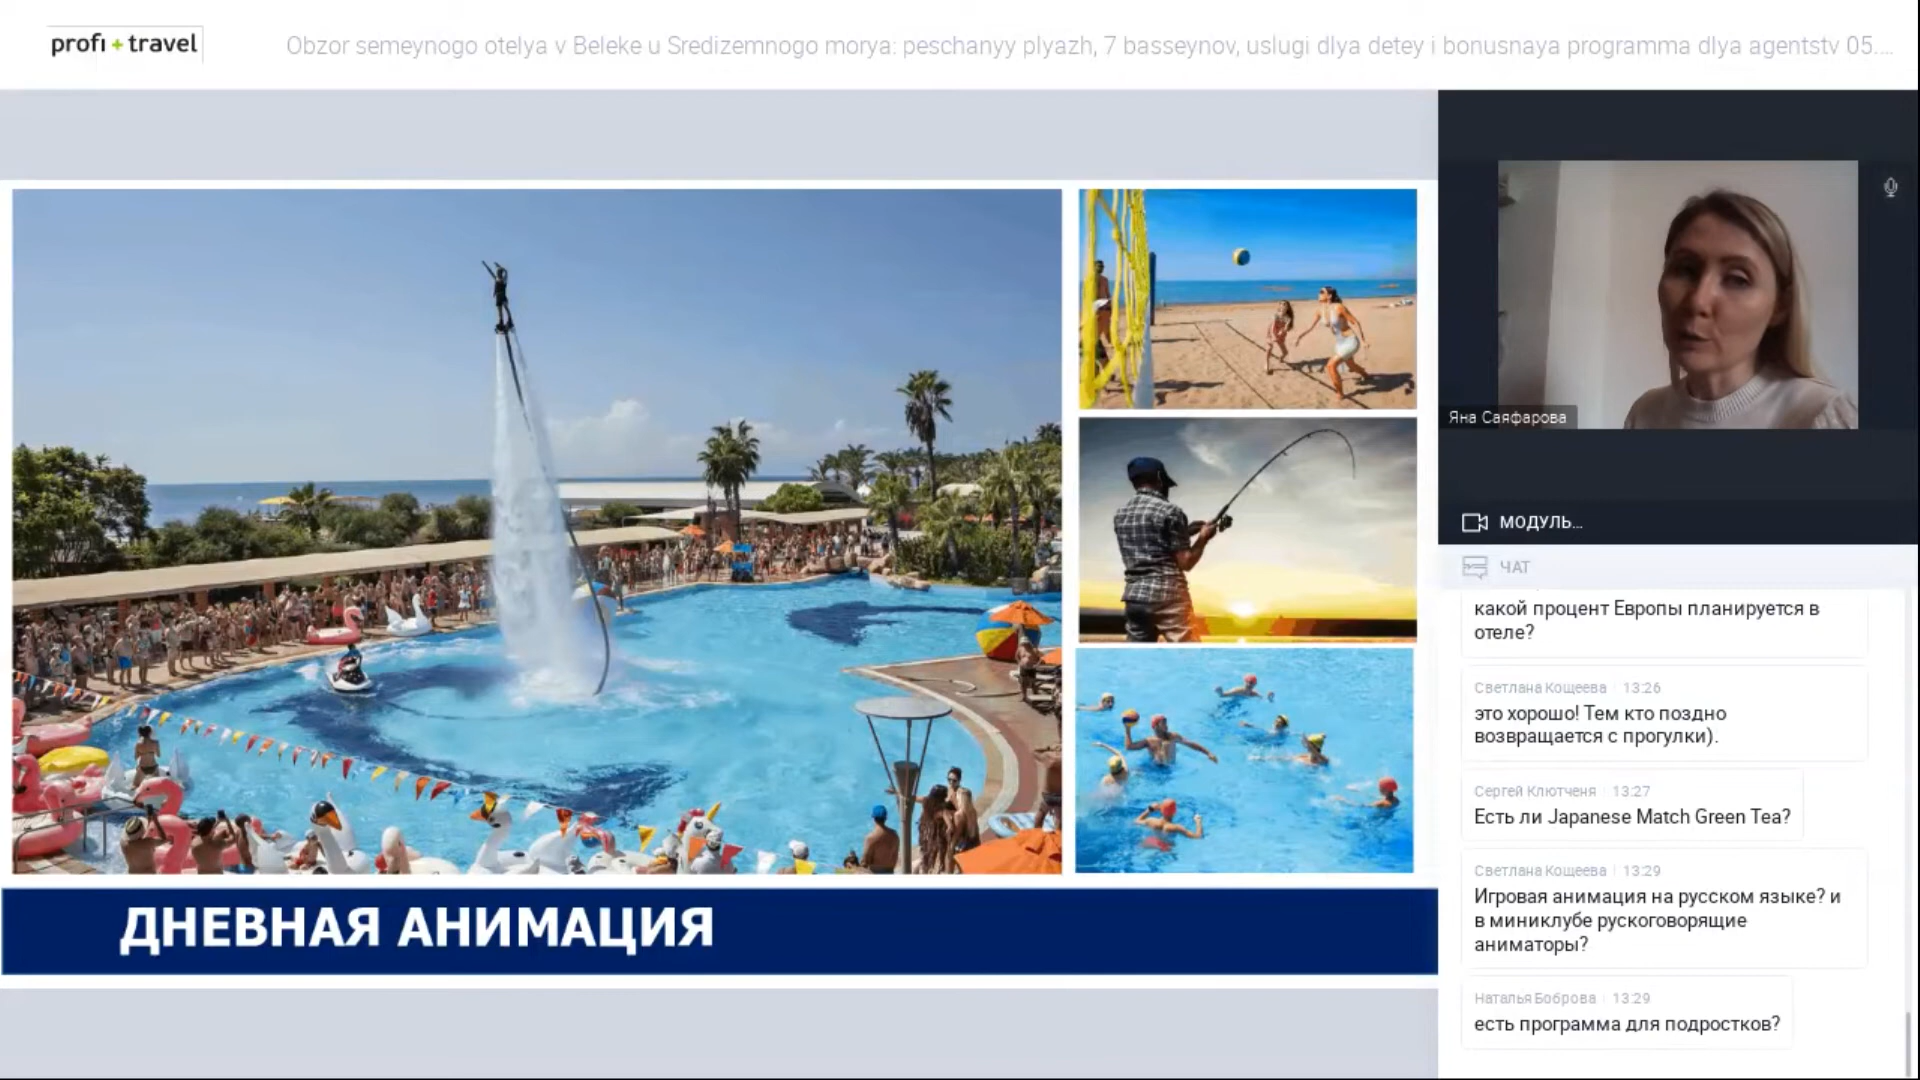 profi + travel
Obzor semeynogo otelya v Beleke u Sredizemnogo morya: peschanyy plyazh, 7 basseynov, uslugi dlya detey i bonusnaya programma dlya agentstv 05....
Яна Саяфарова
МОДУЛЬ...
ЧАТ
какой процент Европы планируется в
отеле?
Светлана Кощеева 13:26
это хорошо! Тем кто поздно
возвращается с прогулки).
Сергей Клютченя 13:27
Есть ли Japanese Match Green Tea?
Светлана Кощеева 13:29
Игровая анимация на русском языке? и
в миниклубе рускоговорящие
аниматоры?
Наталья Боброва 13:29
есть программа для подростков?
ДНЕВНАЯ АНИМАЦИЯ